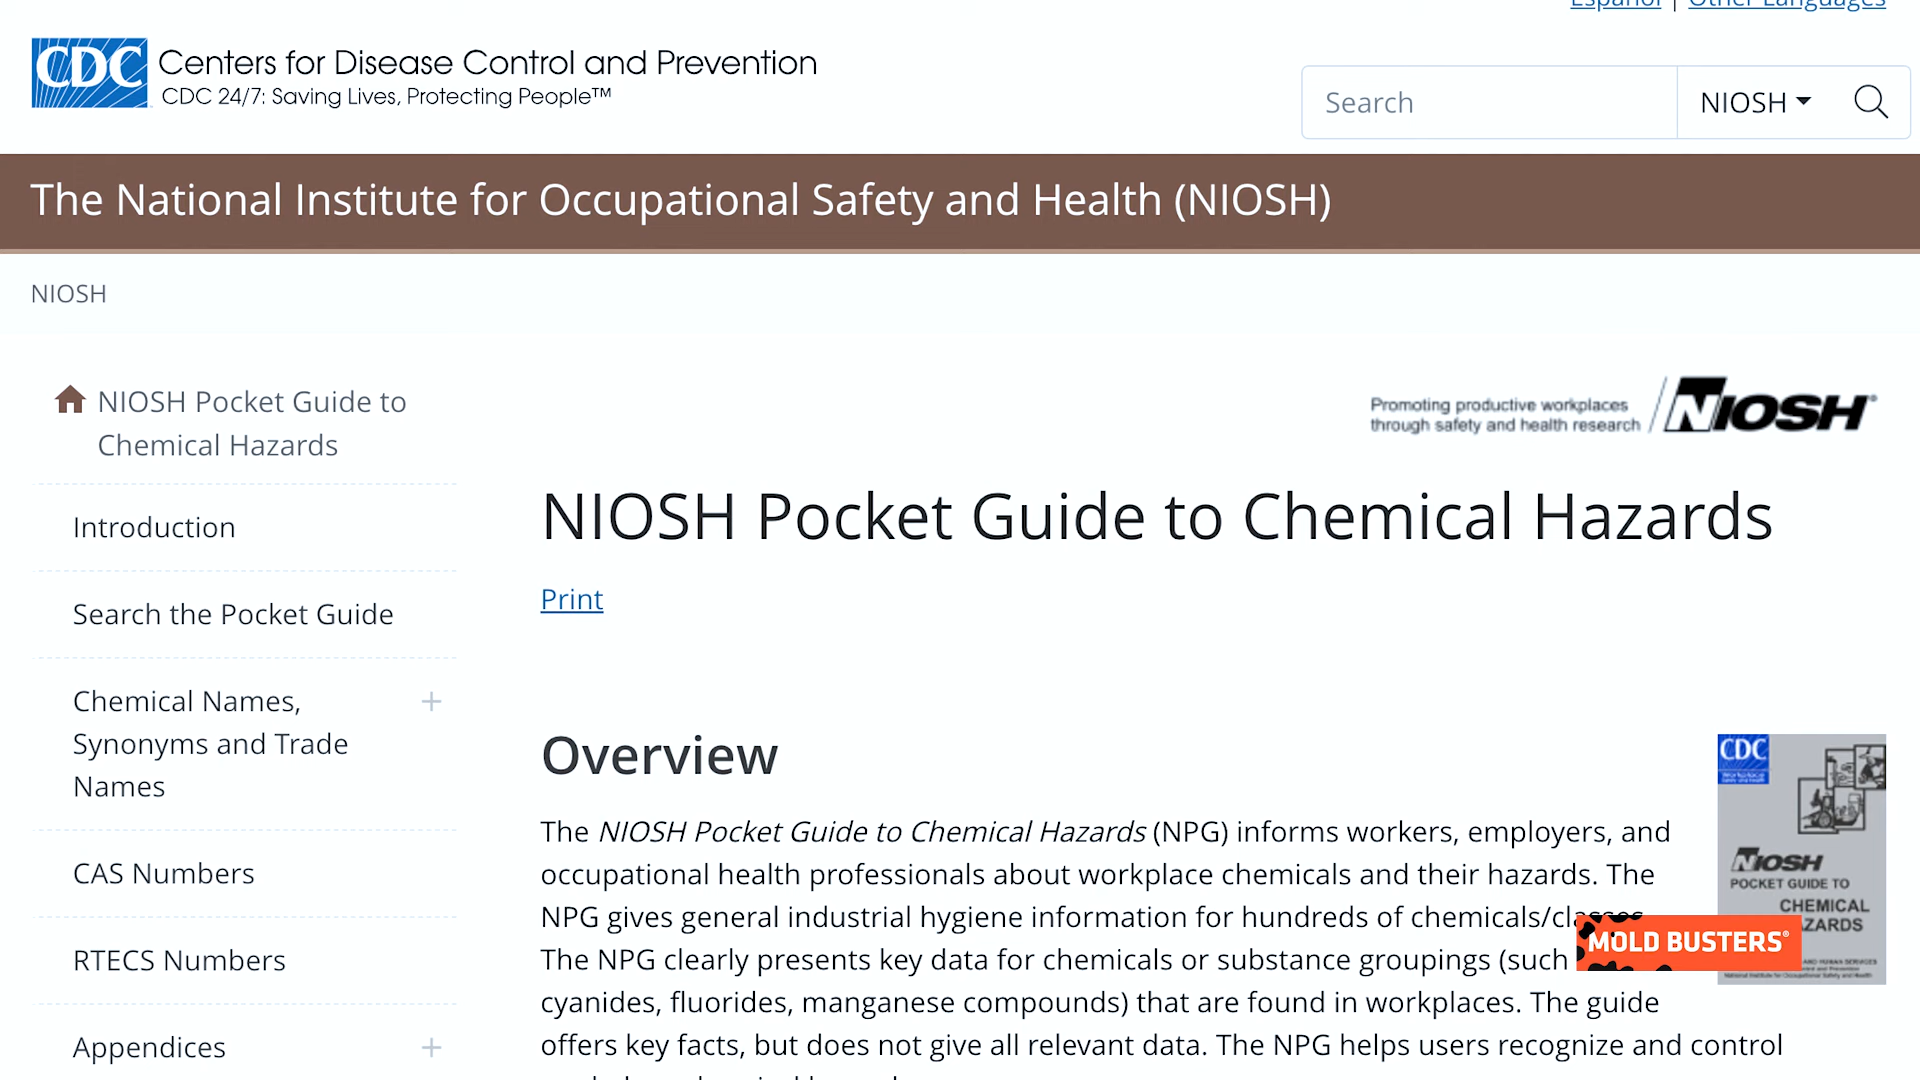 Español | Other Languages
CDC
Centers for Disease Control and Prevention
CDC 24/7: Saving Lives, Protecting People™
Search
NIOSH
The National Institute for Occupational Safety and Health (NIOSH)
NIOSH
NIOSH Pocket Guide to
Chemical Hazards
Introduction
Search the Pocket Guide
Chemical Names,
Synonyms and Trade
Names
CAS Numbers
RTECS Numbers
Appendices
Promoting productive workplaces
through safety and health research
NIOSH®
NIOSH Pocket Guide to Chemical Hazards
Print
Overview
The NIOSH Pocket Guide to Chemical Hazards (NPG) informs workers, employers, and
occupational health professionals about workplace chemicals and their hazards. The
NPG gives general industrial hygiene information for hundreds of chemicals/classes.
The NPG clearly presents key data for chemicals or substance groupings (such
cyanides, fluorides, manganese compounds) that are found in workplaces. The guide
offers key facts, but does not give all relevant data. The NPG helps users recognize and control
CDC
NIOSH
POCKET GUIDE TO
CHEMICAL
AZARDS
MOLD BUSTERS®